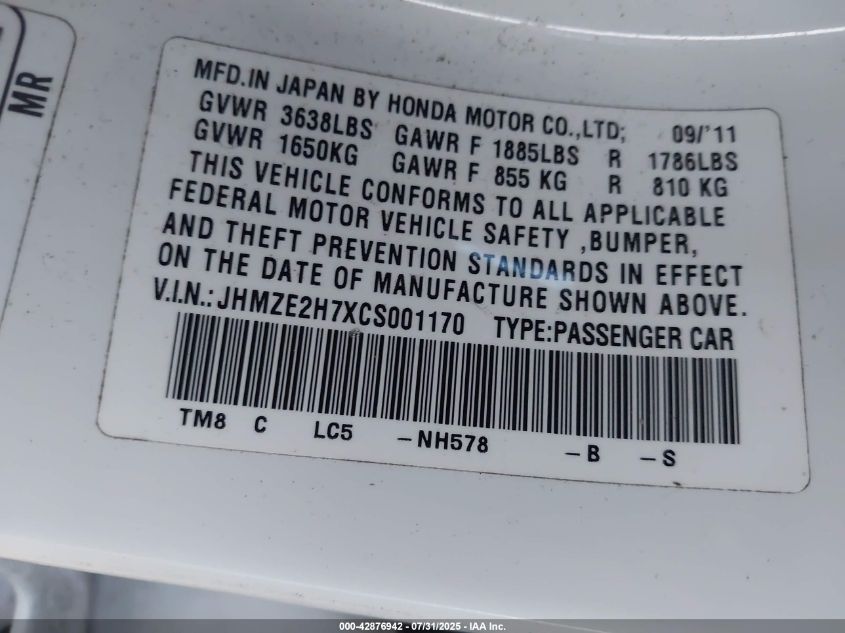 MR
MFD.IN JAPAN BY HONDA MOTOR CO.,LTD; 09/'11
GVWR 3638LBS GAWR F 1885LBS R 1786LBS
GVWR 1650KG GAWR F 855 KG R 810 KG
THIS VEHICLE CONFORMS TO ALL APPLICABLE
FEDERAL MOTOR VEHICLE SAFETY ,BUMPER,
AND THEFT PREVENTION STANDARDS IN EFFECT
ON THE DATE OF MANUFACTURE SHOWN ABOVE.
V.I.N.: JHMZE2H7XCS001170 TYPE:PASSENGER CAR
TM8 C LC5 -NH578 -B -S
000-42876942 - 07/31/2025 - IAA Inc.